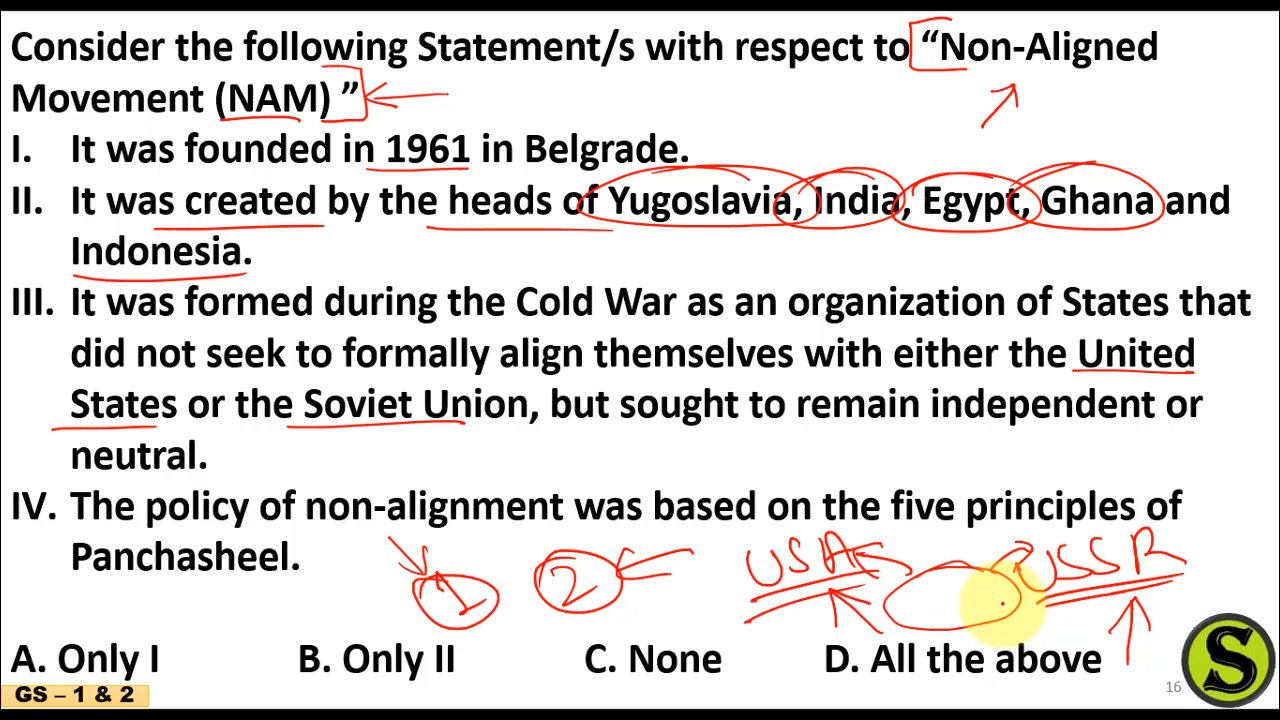 Consider the following Statement/s with respect to “Non-Aligned
Movement (NAM) ”
I. It was founded in 1961 in Belgrade.
II. It was created by the heads of Yugoslavia, India, Egypt, Ghana and
Indonesia.
III. It was formed during the Cold War as an organization of States that
did not seek to formally align themselves with either the United
States or the Soviet Union, but sought to remain independent or
neutral.
IV. The policy of non-alignment was based on the five principles of
Panchasheel.
1 2 USA USSR
A. Only I B. Only II C. None D. All the above
GS – 1 & 2 16 S